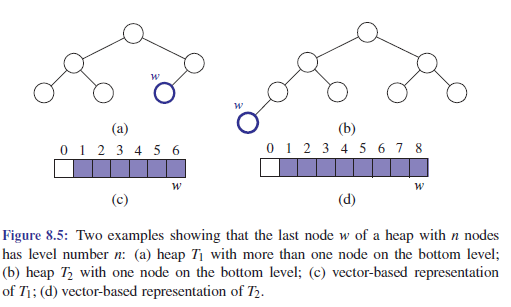 w
w
(a)
(b)
0 1 2 3 4 5 6
0 1 2 3 4 5 6 7 8
w
w
(c)
(d)
Figure 8.5: Two examples showing that the last node w of a heap with n nodes
has level number n: (a) heap T1 with more than one node on the bottom level;
(b) heap T2 with one node on the bottom level; (c) vector-based representation
of T1; (d) vector-based representation of T2.